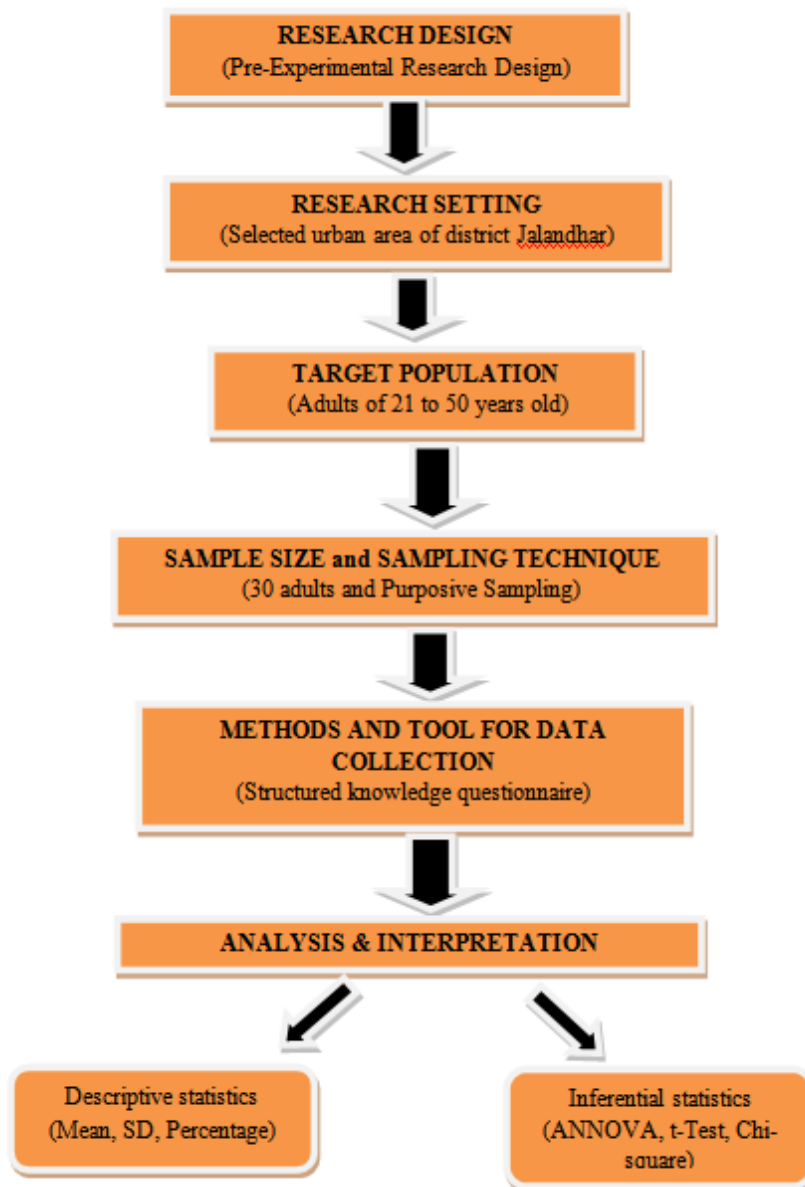 RESEARCH DESIGN
(Pre-Experimental Research Design)
RESEARCH SETTING
(Selected urban area of district Jalandhar)
TARGET POPULATION
(Adults of 21 to 50 years old)
SAMPLE SIZE and SAMPLING TECHNIQUE
(30 adults and Purposive Sampling)
METHODS AND TOOL FOR DATA
COLLECTION
(Structured knowledge questionnaire)
ANALYSIS & INTERPRETATION
Descriptive statistics
(Mean, SD, Percentage)
Inferential statistics
(ANNOVA, t-Test, Chi-
square)